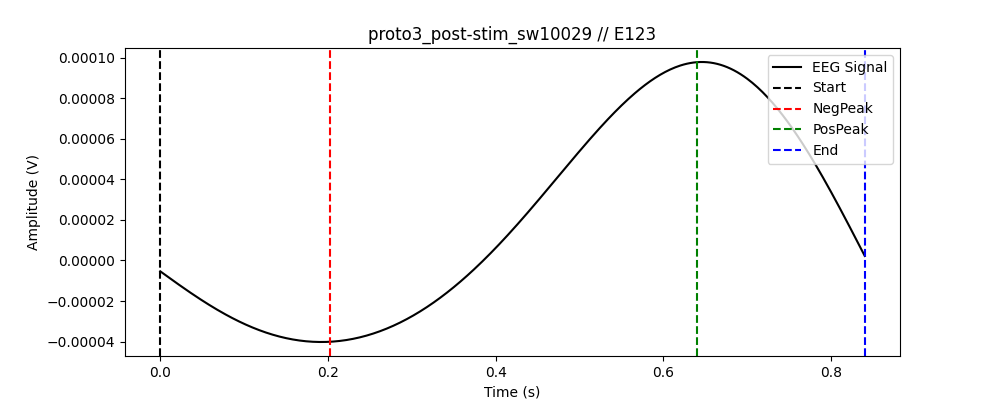 proto3_post-stim_sw10029 // E123
0.00010
0.00008
0.00006
0.00004
0.00002
0.00000
−0.00002
−0.00004
Amplitude (V)
EEG Signal
Start
NegPeak
PosPeak
End
0.0 0.2 0.4 0.6 0.8
Time (s)